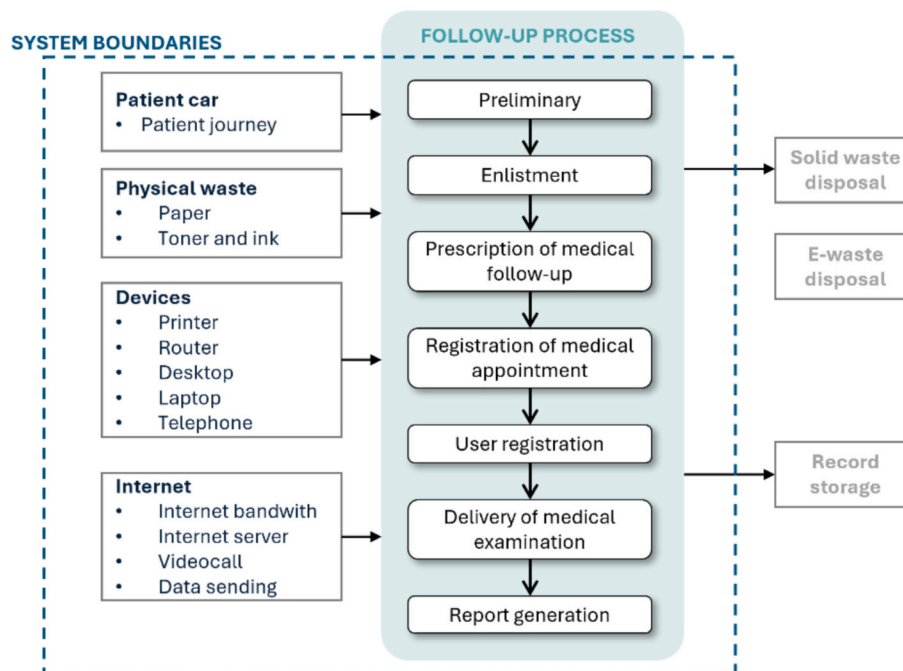 SYSTEM BOUNDARIES
FOLLOW-UP PROCESS
Patient car
• Patient journey
Physical waste
• Paper
• Toner and ink
Devices
• Printer
• Router
• Desktop
• Laptop
• Telephone
Internet
• Internet bandwith
• Internet server
• Videocall
• Data sending
Preliminary
Enlistment
Prescription of medical
follow-up
Registration of medical
appointment
User registration
Delivery of medical
examination
Report generation
Solid waste
disposal
E-waste
disposal
Record
storage